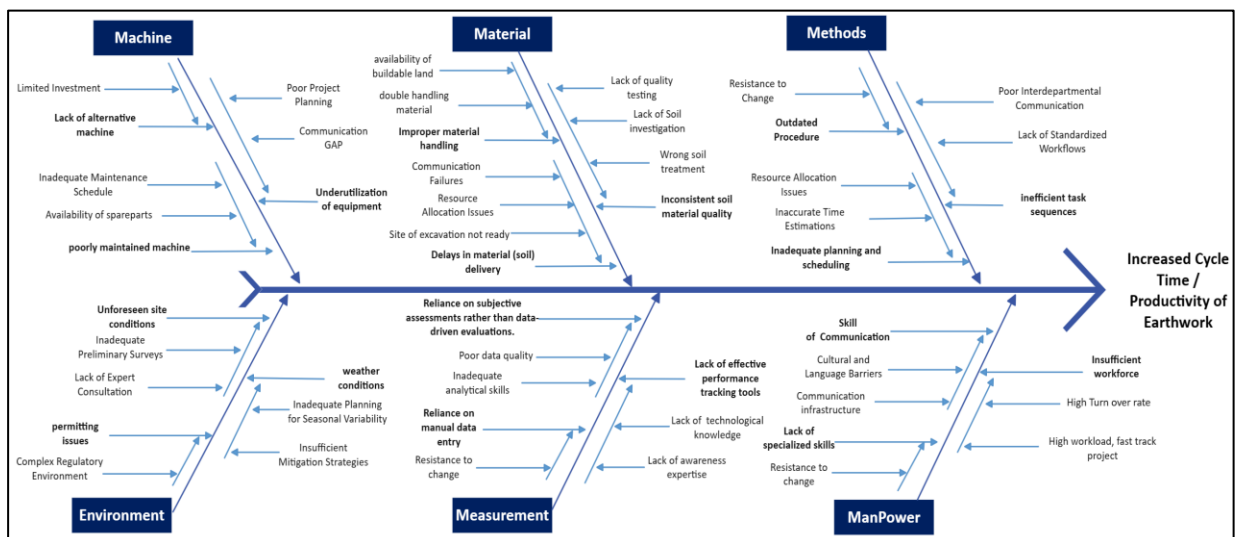 Machine
Limited Investment
Lack of alternative
machine
Inadequate Maintenance
Schedule
Availability of spareparts
poorly maintained machine
Poor Project
Planning
Communication
GAP
Underutilization
of equipment
Material
availability of
buildable land
double handling
material
Improper material
handling
Communication
Failures
Resource
Allocation Issues
Site of excavation not ready
Delays in material (soil)
delivery
Lack of quality
testing
Lack of Soil
investigation
Wrong soil
treatment
Inconsistent soil
material quality
Methods
Resistance to
Change
Outdated
Procedure
Resource Allocation
Issues
Inaccurate Time
Estimations
Inadequate planning and
scheduling
Poor Interdepartmental
Communication
Lack of Standardized
Workflows
inefficient task
sequences
Increased Cycle
Time /
Productivity of
Earthwork
Unforeseen site
conditions
Inadequate
Preliminary Surveys
Lack of Expert
Consultation
permitting
issues
Complex Regulatory
Environment
weather
conditions
Inadequate Planning
for Seasonal Variability
Insufficient
Mitigation Strategies
Environment
Reliance on subjective
assessments rather than data-
driven evaluations.
Poor data quality
Inadequate
analytical skills
Reliance on
manual data
entry
Resistance to
change
Lack of effective
performance
tracking tools
Lack of technological
knowledge
Lack of awareness
expertise
Measurement
Skill
of Communication
Cultural and
Language Barriers
Communication
infrastructure
Lack of
specialized skills
Resistance to
change
Insufficient
workforce
High Turn over rate
High workload, fast track
project
ManPower